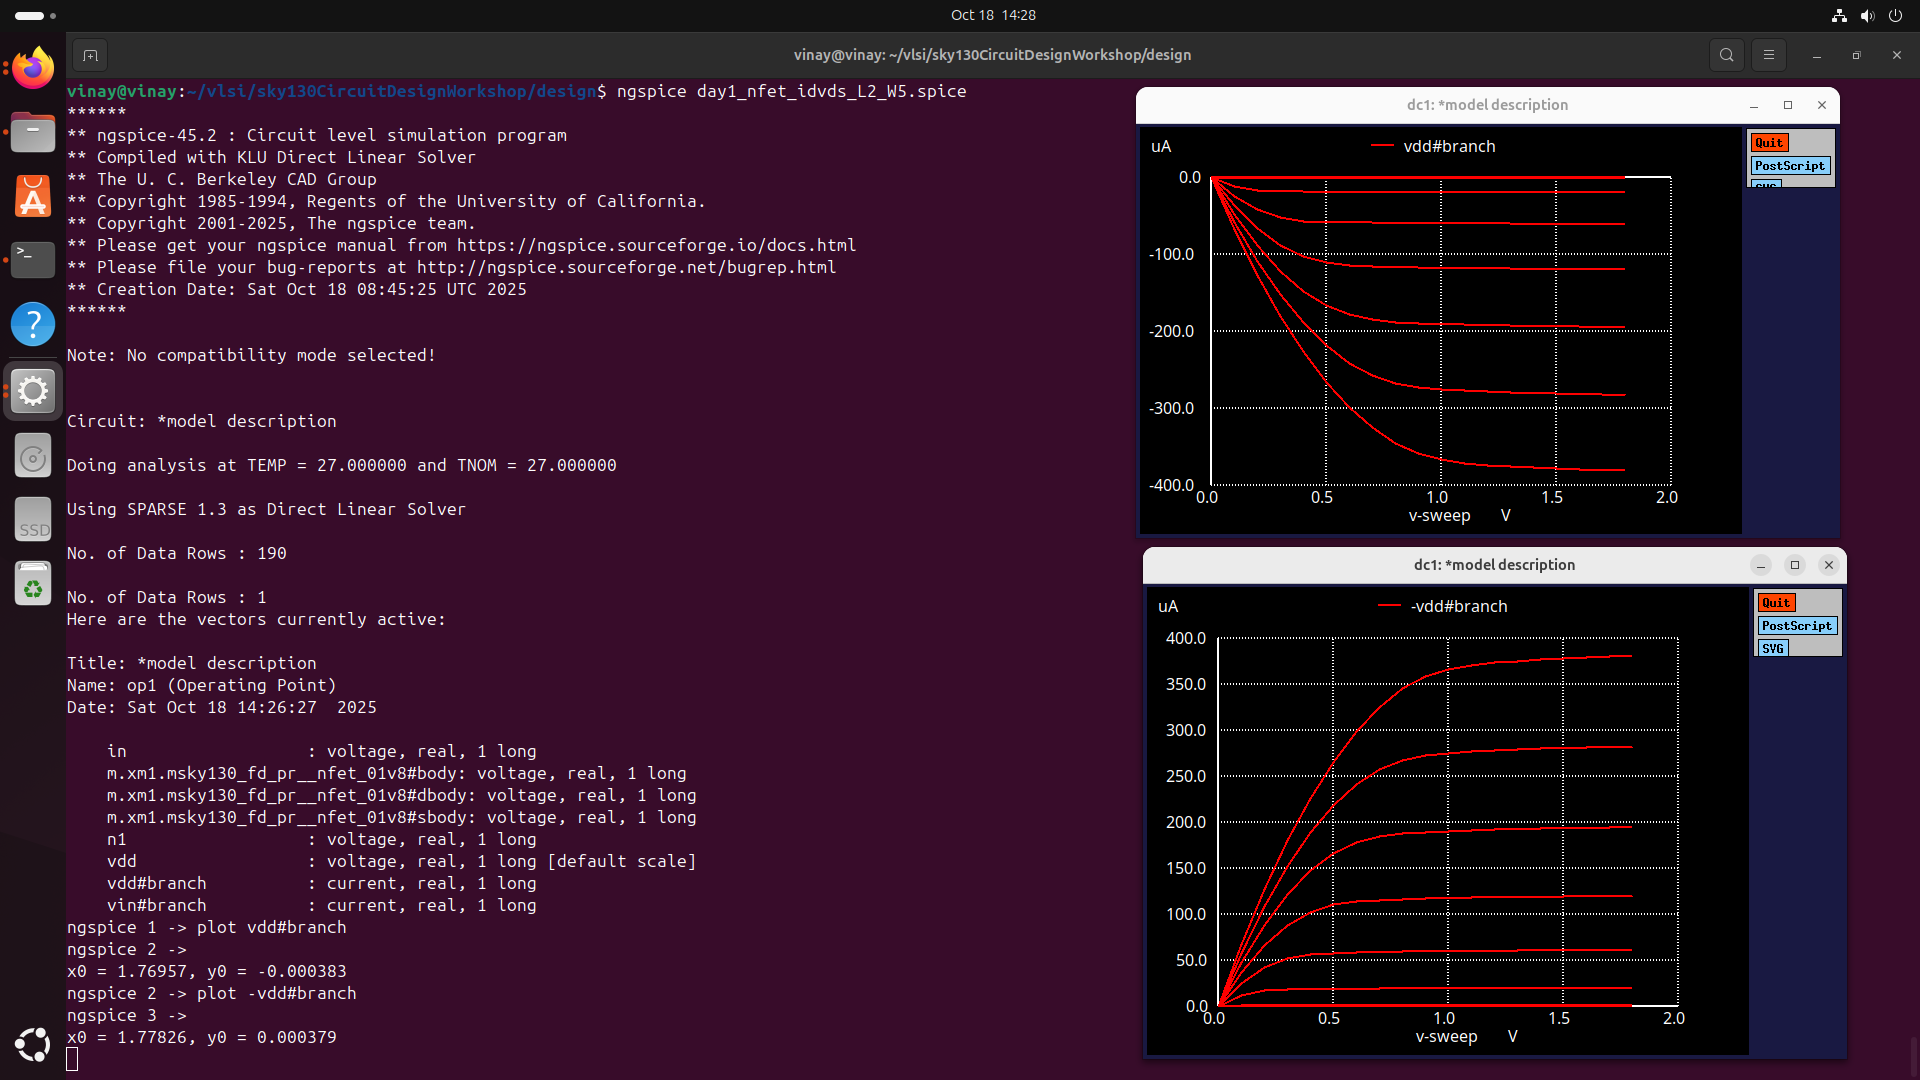 Oct 18 14:28
vinay@vinay: ~/vlsi/sky130CircuitDesignWorkshop/design
vinay@vinay:~/vlsi/sky130CircuitDesignWorkshop/design$ ngspice day1_nfet_idvds_L2_W5.spice
******
** ngspice-45.2 : Circuit level simulation program
** Compiled with KLU Direct Linear Solver
** The U. C. Berkeley CAD Group
** Copyright 1985-1994, Regents of the University of California.
** Copyright 2001-2025, The ngspice team.
** Please get your ngspice manual from https://ngspice.sourceforge.io/docs.html
** Please file your bug-reports at http://ngspice.sourceforge.net/bugrep.html
** Creation Date: Sat Oct 18 08:45:25 UTC 2025
******
Note: No compatibility mode selected!
Circuit: *model description
Doing analysis at TEMP = 27.000000 and TNOM = 27.000000
Using SPARSE 1.3 as Direct Linear Solver
No. of Data Rows : 190
No. of Data Rows : 1
Here are the vectors currently active:
Title: *model description
Name: op1 (Operating Point)
Date: Sat Oct 18 14:26:27  2025
in : voltage, real, 1 long
m.xm1.msky130_fd_pr__nfet_01v8#body: voltage, real, 1 long
m.xm1.msky130_fd_pr__nfet_01v8#dbody: voltage, real, 1 long
m.xm1.msky130_fd_pr__nfet_01v8#sbody: voltage, real, 1 long
n1 : voltage, real, 1 long
vdd : voltage, real, 1 long [default scale]
vdd#branch : current, real, 1 long
vin#branch : current, real, 1 long
ngspice 1 -> plot vdd#branch
ngspice 2 ->
x0 = 1.76957, y0 = -0.000383
ngspice 2 -> plot -vdd#branch
ngspice 3 ->
x0 = 1.77826, y0 = 0.000379
SSD
dc1: *model description
uA
vdd#branch
Quit
PostScript
SVG
0.0
-100.0
-200.0
-300.0
-400.0
0.0 0.5 1.0 1.5 2.0
v-sweep V
dc1: *model description
uA
-vdd#branch
Quit
PostScript
SVG
400.0
350.0
300.0
250.0
200.0
150.0
100.0
50.0
0.0
0.0 0.5 1.0 1.5 2.0
v-sweep V